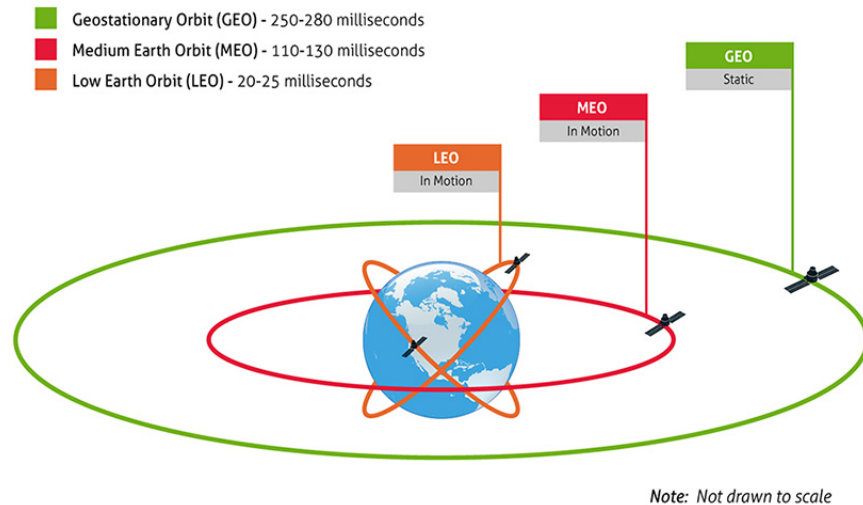 Geostationary Orbit (GEO) - 250-280 milliseconds
Medium Earth Orbit (MEO) - 110-130 milliseconds
Low Earth Orbit (LEO) - 20-25 milliseconds
GEO
Static
MEO
In Motion
LEO
In Motion
Note: Not drawn to scale